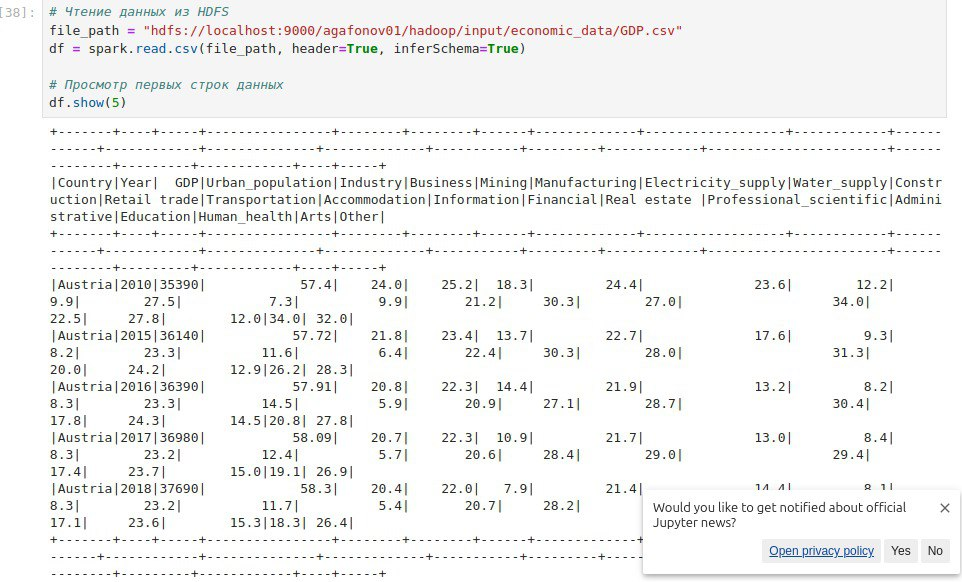 [38]:
# Чтение данных из HDFS
file_path = "hdfs://localhost:9000/agafonov01/hadoop/input/economic_data/GDP.csv"
df = spark.read.csv(file_path, header=True, inferSchema=True)
# Просмотр первых строк данных
df.show(5)
+-------+----+-----+----------------+--------+--------+------+-------------+------------------+------------+------
------+------------+--------------+-------------+-----------+---------+------------+-----------------------+------
--------+---------+------------+----+-----+
|Country|Year|  GDP|Urban_population|Industry|Business|Mining|Manufacturing|Electricity_supply|Water_supply|Constr
uction|Retail trade|Transportation|Accommodation|Information|Financial|Real estate |Professional_scientific|Admini
strative|Education|Human_health|Arts|Other|
+-------+----+-----+----------------+--------+--------+------+-------------+------------------+------------+------
------+------------+--------------+-------------+-----------+---------+------------+-----------------------+------
--------+---------+------------+----+-----+
|Austria|2010|35390|            57.4|    24.0|    25.2|  18.3|         24.4|              23.6|        12.2|
9.9|       27.5|           7.3|          9.9|       21.2|     30.3|        27.0|                   34.0|
22.5|     27.8|         12.0|34.0| 32.0|
|Austria|2015|36140|           57.72|    21.8|    23.4|  13.7|         22.7|              17.6|         9.3|
8.2|       23.3|          11.6|          6.4|       22.4|     30.3|        28.0|                   31.3|
20.0|     24.2|         12.9|26.2| 28.3|
|Austria|2016|36390|           57.91|    20.8|    22.3|  14.4|         21.9|              13.2|         8.2|
8.3|       23.3|          14.5|          5.9|       20.9|     27.1|        28.7|                   30.4|
17.8|     24.3|         14.5|20.8| 27.8|
|Austria|2017|36980|           58.09|    20.7|    22.3|  10.9|         21.7|              13.0|         8.4|
8.3|       23.2|          12.4|          5.7|       20.6|     28.4|        29.0|                   29.4|
17.4|     23.7|         15.0|19.1| 26.9|
|Austria|2018|37690|            58.3|    20.4|    22.0|   7.9|         21.4|              14.4|         8.1|
8.3|       23.2|          11.7|          5.4|       20.7|     28.2|
17.1|     23.6|         15.3|18.3| 26.4|
+-------+----+-----+----------------+--------+--------+------+-------------+
------+------------+--------------+-------------+-----------+---------+---
--------+---------+------------+----+-----+
Would you like to get notified about official
Jupyter news?
Open privacy policy Yes No